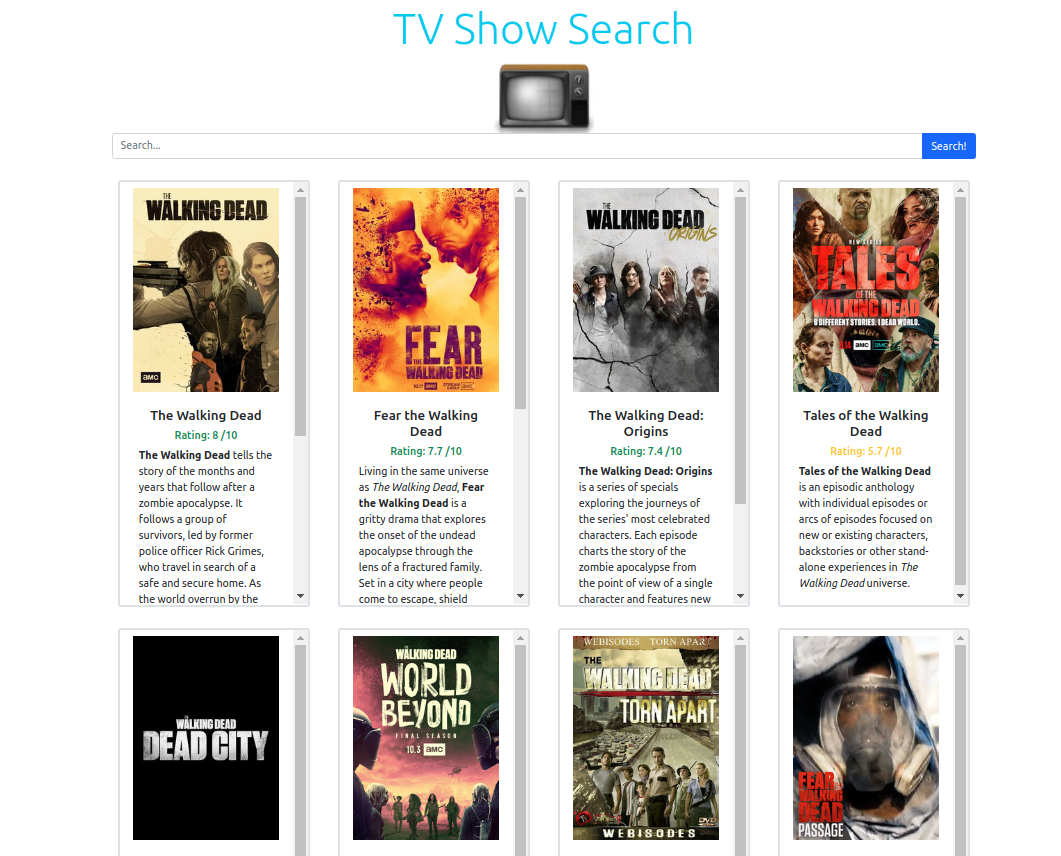 TV Show Search
Search...
Search!
THE
WALKING DEAD
AMC
The Walking Dead
Rating: 8 /10
The Walking Dead tells the
story of the months and
years that follow after a
zombie apocalypse. It
follows a group of
survivors, led by former
police officer Rick Grimes,
who travel in search of a
safe and secure home. As
the world overrun by the
FEAR
THE
WALKING DEAD
10.17 AMC
Fear the Walking
Dead
Rating: 7.7 /10
Living in the same universe
as The Walking Dead, Fear
the Walking Dead is a
gritty drama that explores
the onset of the undead
apocalypse through the
lens of a fractured family.
Set in a city where people
come to escape, shield
THE
WALKING DEAD
ORIGINS
The Walking Dead:
Origins
Rating: 7.4 /10
The Walking Dead: Origins
is a series of specials
exploring the journeys of
the series' most celebrated
characters. Each episode
charts the story of the
zombie apocalypse from
the point of view of a single
character and features new
NEW SERIES
TALES
OF THE
WALKING DEAD
6 DIFFERENT STORIES. 1 DEAD WORLD.
AMC
Tales of the Walking
Dead
Rating: 5.7 /10
Tales of the Walking Dead
is an episodic anthology
with individual episodes or
arcs of episodes focused on
new or existing characters,
backstories or other stand-
alone experiences in The
Walking Dead universe.
THE
WALKING DEAD
DEAD CITY
THE
WALKING DEAD
WORLD
BEYOND
FINAL SEASON
10.3 AMC
WEBISODES TORN APART
THE
WALKING DEAD
TORN APART
DVD
WEBISODES
FEAR
THE
WALKING
DEAD
PASSAGE